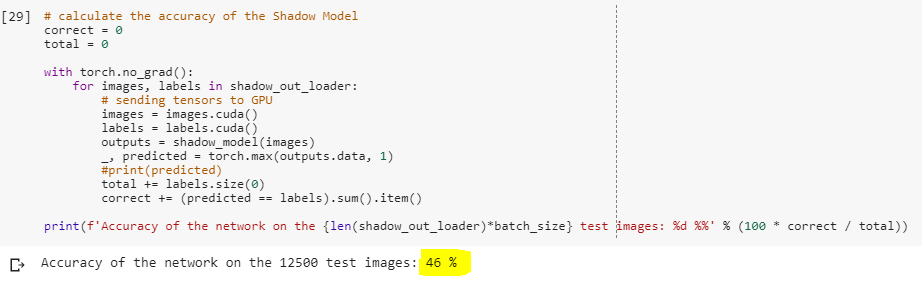 [29] # calculate the accuracy of the Shadow Model
correct = 0
total = 0
with torch.no_grad():
for images, labels in shadow_out_loader:
# sending tensors to GPU
images = images.cuda()
labels = labels.cuda()
outputs = shadow_model(images)
_, predicted = torch.max(outputs.data, 1)
#print(predicted)
total += labels.size(0)
correct += (predicted == labels).sum().item()
print(f'Accuracy of the network on the {len(shadow_out_loader)*batch_size} test images: %d %%' % (100 * correct / total))
Accuracy of the network on the 12500 test images: 46 %